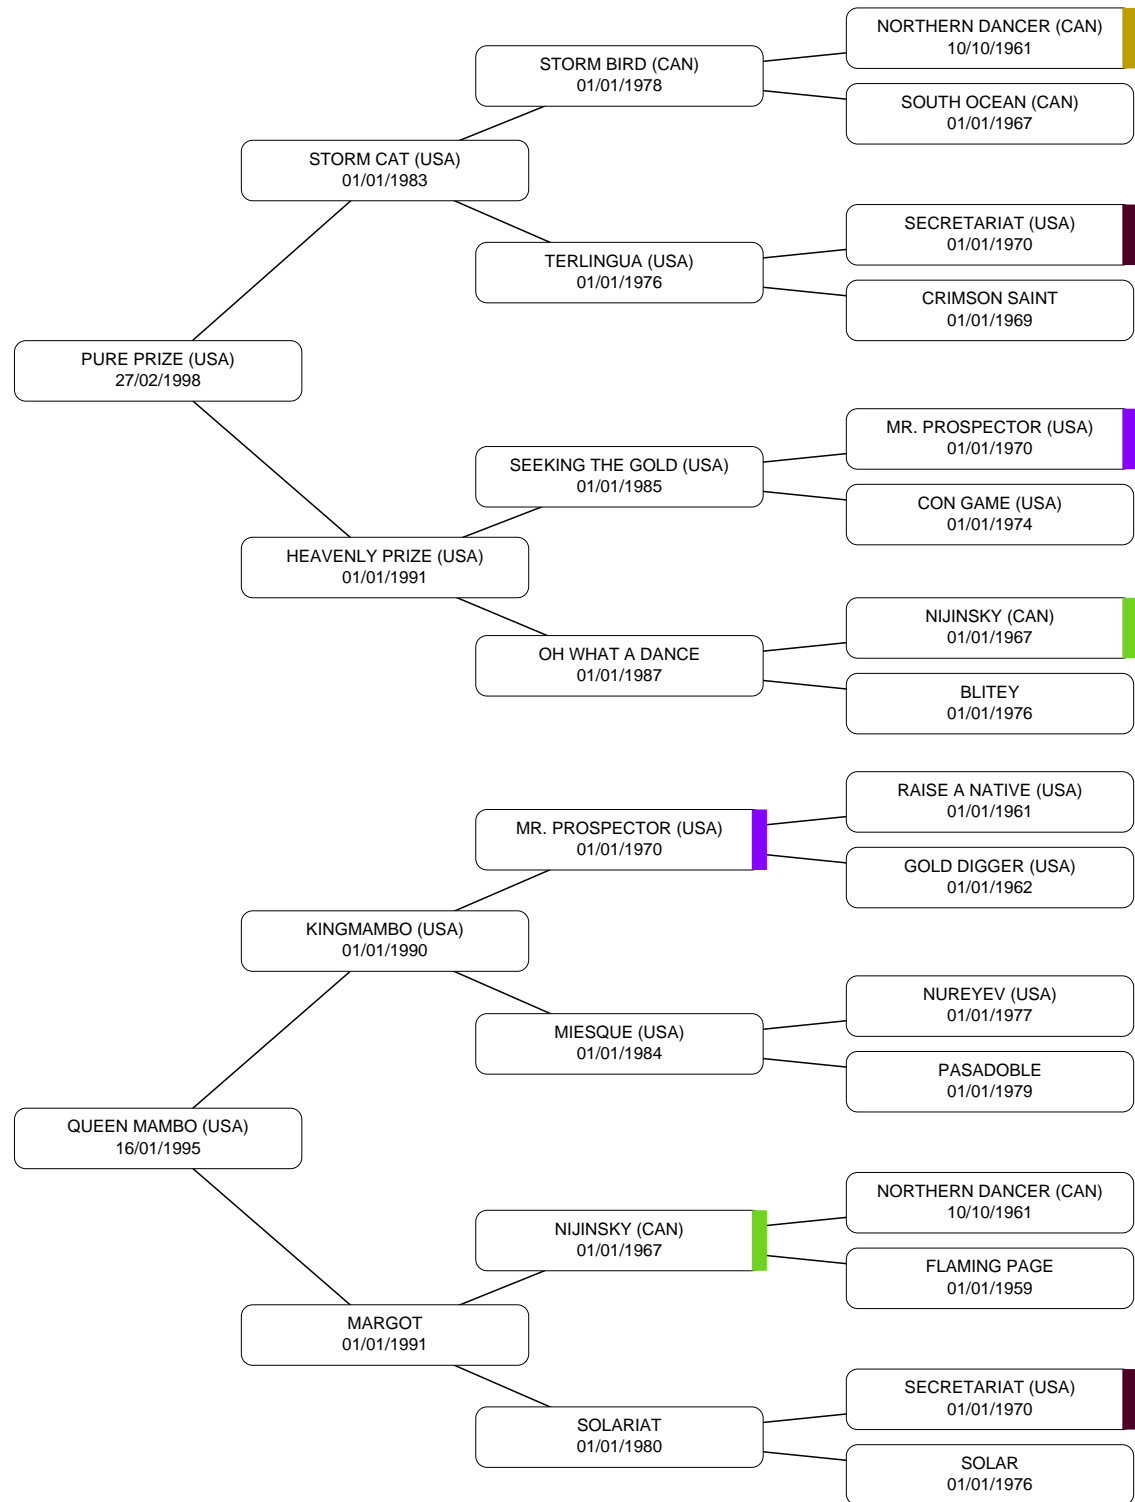 NORTHERN DANCER (CAN)
10/10/1961
STORM BIRD (CAN)
01/01/1978
SOUTH OCEAN (CAN)
01/01/1967
STORM CAT (USA)
01/01/1983
SECRETARIAT (USA)
01/01/1970
TERLINGUA (USA)
01/01/1976
CRIMSON SAINT
01/01/1969
PURE PRIZE (USA)
27/02/1998
MR. PROSPECTOR (USA)
01/01/1970
SEEKING THE GOLD (USA)
01/01/1985
CON GAME (USA)
01/01/1974
HEAVENLY PRIZE (USA)
01/01/1991
NIJINSKY (CAN)
01/01/1967
OH WHAT A DANCE
01/01/1987
BLITEY
01/01/1976
RAISE A NATIVE (USA)
01/01/1961
MR. PROSPECTOR (USA)
01/01/1970
GOLD DIGGER (USA)
01/01/1962
KINGMAMBO (USA)
01/01/1990
NUREYEV (USA)
01/01/1977
MIESQUE (USA)
01/01/1984
PASADOBLE
01/01/1979
QUEEN MAMBO (USA)
16/01/1995
NORTHERN DANCER (CAN)
10/10/1961
NIJINSKY (CAN)
01/01/1967
FLAMING PAGE
01/01/1959
MARGOT
01/01/1991
SECRETARIAT (USA)
01/01/1970
SOLARIAT
01/01/1980
SOLAR
01/01/1976